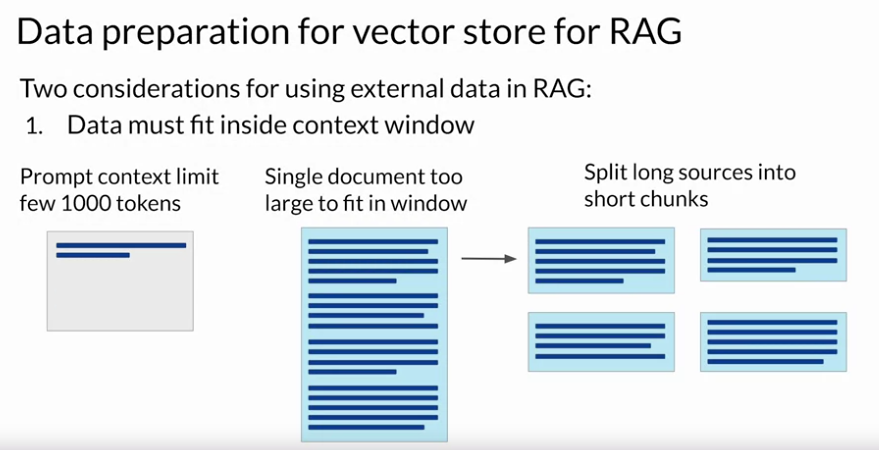 Data preparation for vector store for RAG
Two considerations for using external data in RAG:
1. Data must fit inside context window
Prompt context limit
few 1000 tokens
Single document too
large to fit in window
Split long sources into
short chunks